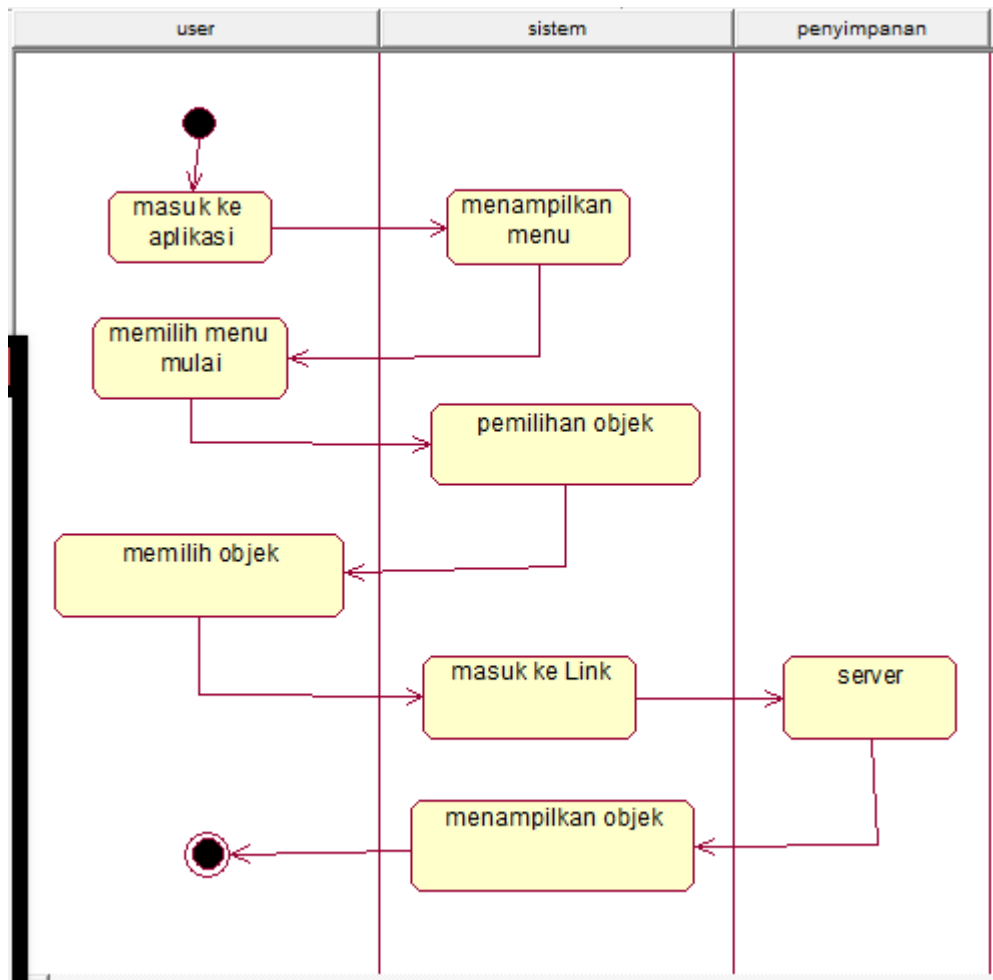 user
sistem
penyimpanan
masuk ke
aplikasi
menampilkan
menu
memilih menu
mulai
pemilihan objek
memilih objek
masuk ke Link
server
menampilkan objek